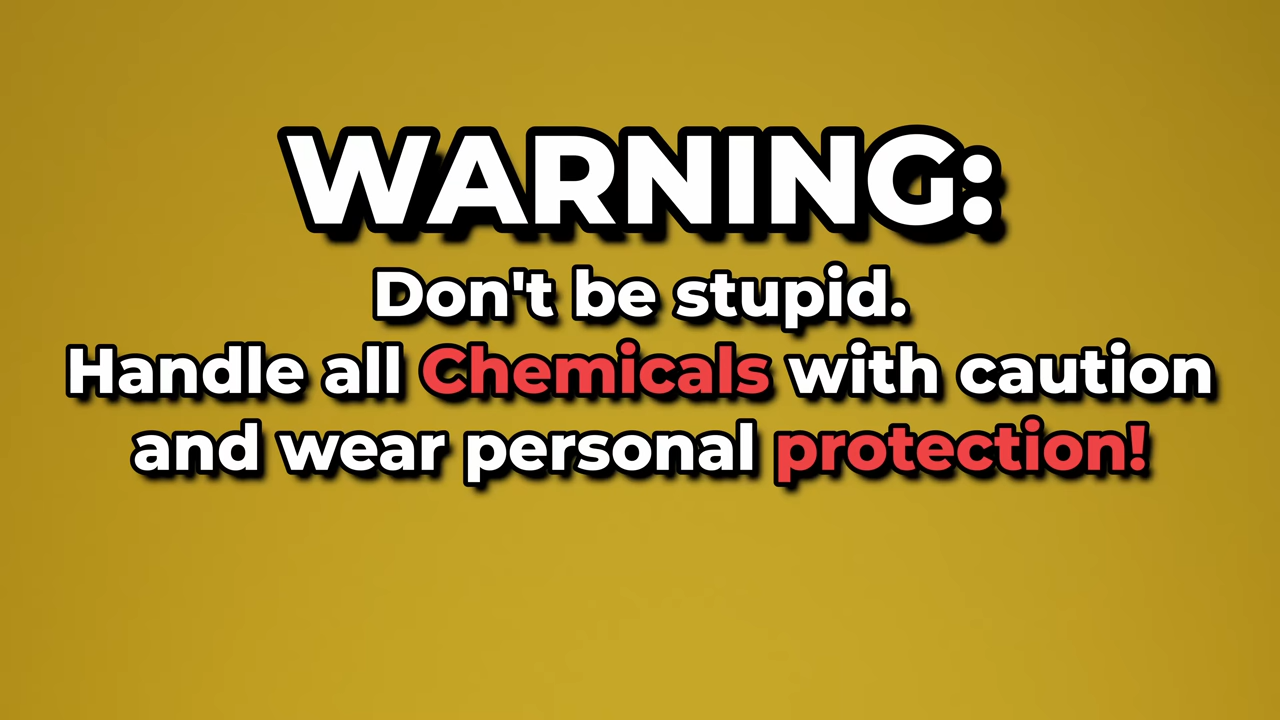 WARNING:
Don't be stupid.
Handle all Chemicals with caution
and wear personal protection!